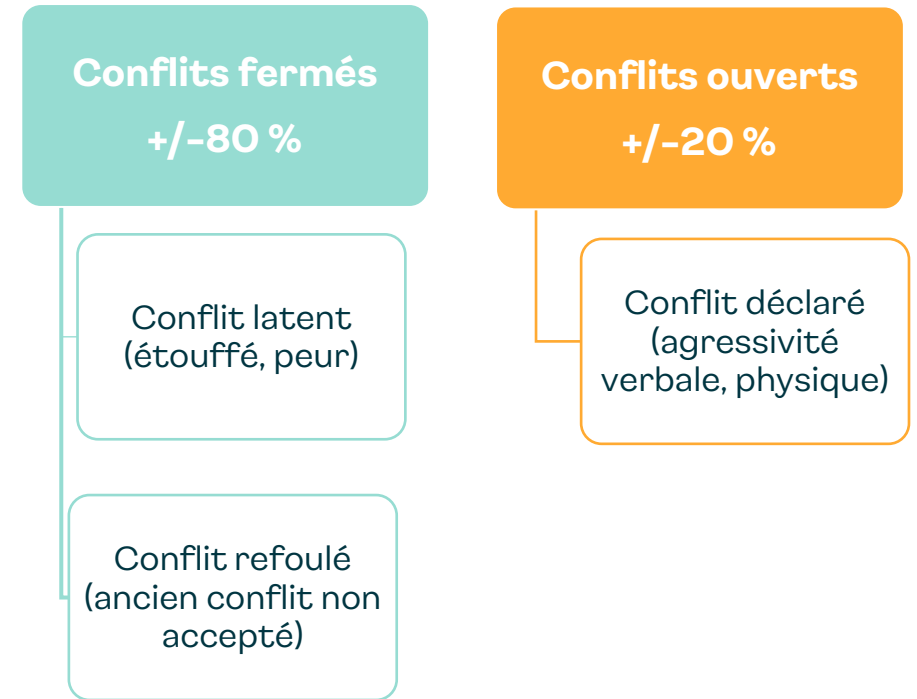 Conflits fermés
+/-80 %
Conflit latent
(étouffé, peur)
Conflit refoulé
(ancien conflit non
accepté)
Conflits ouverts
+/-20 %
Conflit déclaré
(agressivité
verbale, physique)